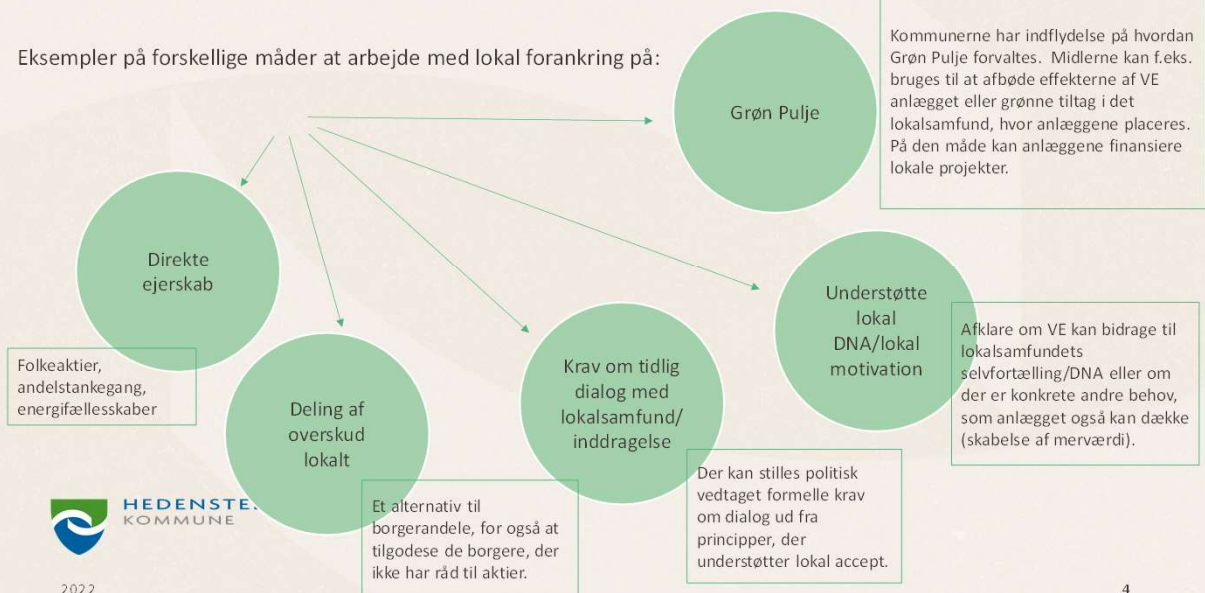 Eksempler på forskellige måder at arbejde med lokal forankring på:
Grøn Pulje
Kommunerne har indflydelse på hvordan
Grøn Pulje forvaltes. Midlerne kan f.eks.
bruges til at afbøde effekterne af VE
anlægget eller grønne tiltag i det
lokalsamfund, hvor anlæggene placeres.
På den måde kan anlæggene finansiere
lokale projekter.
Direkte
ejerskab
Folkeaktier,
andelstankegang,
energifællesskaber
Deling af
overskud
lokalt
Et alternativ til
borgerandele, for også at
tilgodese de borgere, der
ikke har råd til aktier.
Krav om tidlig
dialog med
lokalsamfund/
inddragelse
Der kan stilles politisk
vedtaget formelle krav
om dialog ud fra
principper, der
understøtter lokal accept.
Understøtte
lokal
DNA/lokal
motivation
Afklare om VE kan bidrage til
lokalsamfundets
selvfortælling/DNA eller om
der er konkrete andre behov,
som anlægget også kan dække
(skabelse af merværdi).
HEDENSTE
KOMMUNE
2022
4